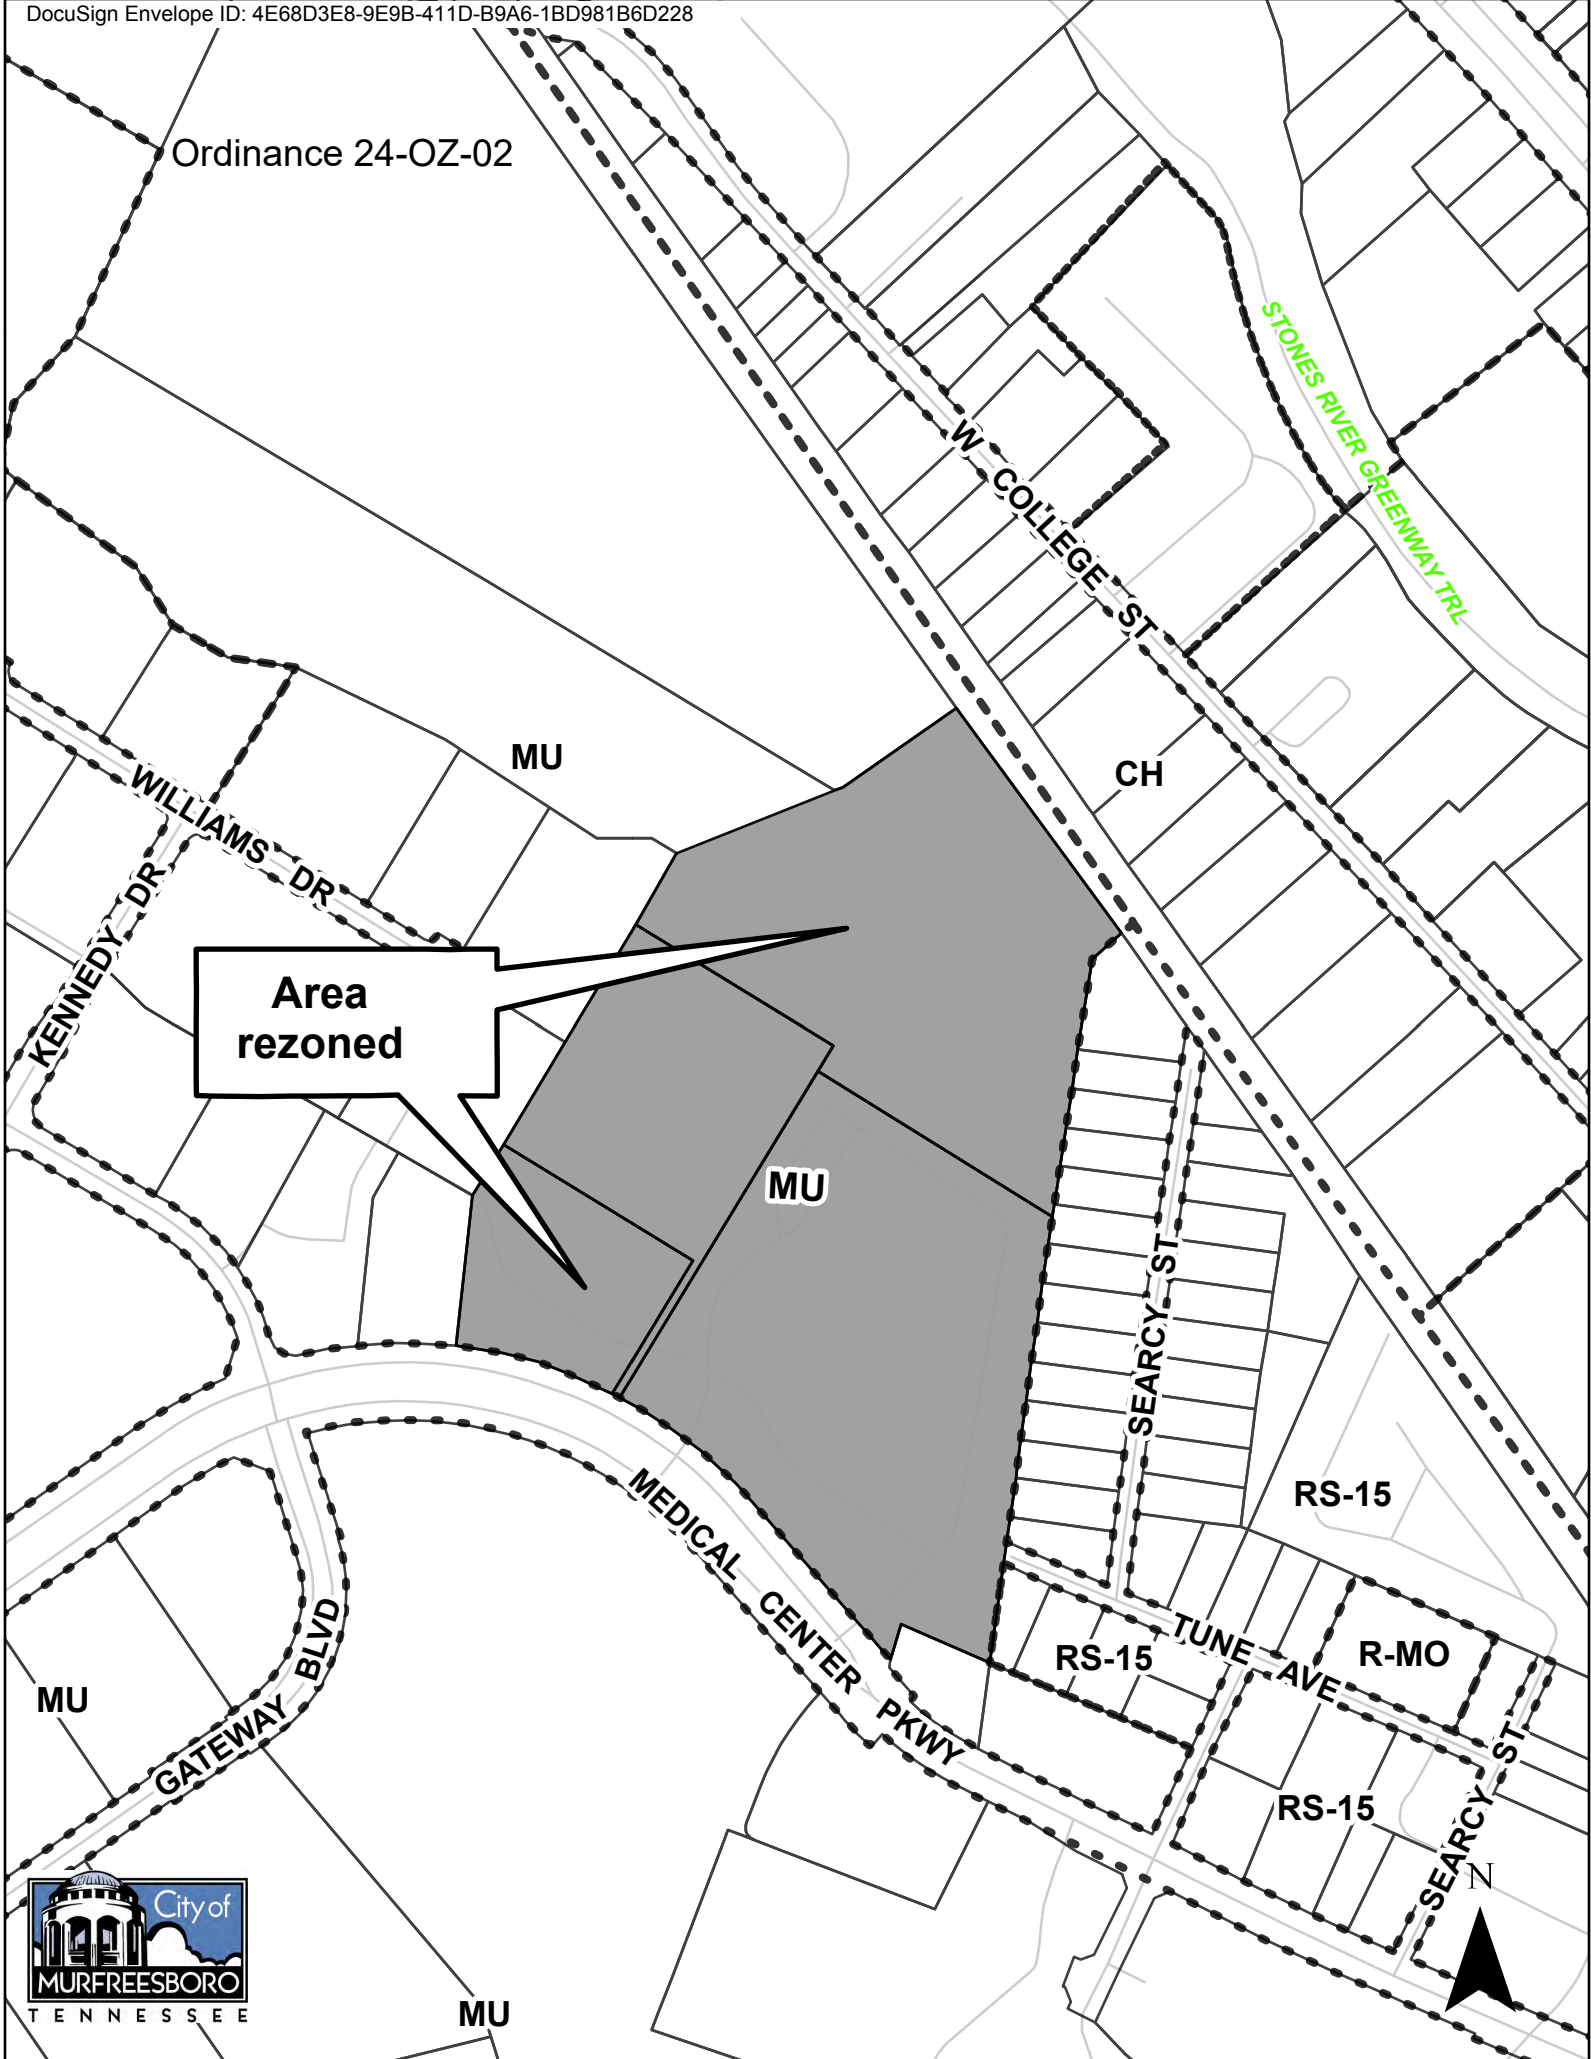 DocuSign Envelope ID: 4E68D3E8-9E9B-411D-B9A6-1BD981B6D228
Ordinance 24-OZ-02
STONES RIVER GREENWAY TRL
W COLLEGE ST
MU
CH
WILLIAMS DR
KENNEDY DR
Area
rezoned
MU
SEARCY ST
RS-15
MEDICAL CENTER PKWY
TUNE AVE
RS-15
R-MO
MU
GATEWAY BLVD
RS-15
SEARCY ST
N
City of
MURFREESBORO
TENNESSEE
MU